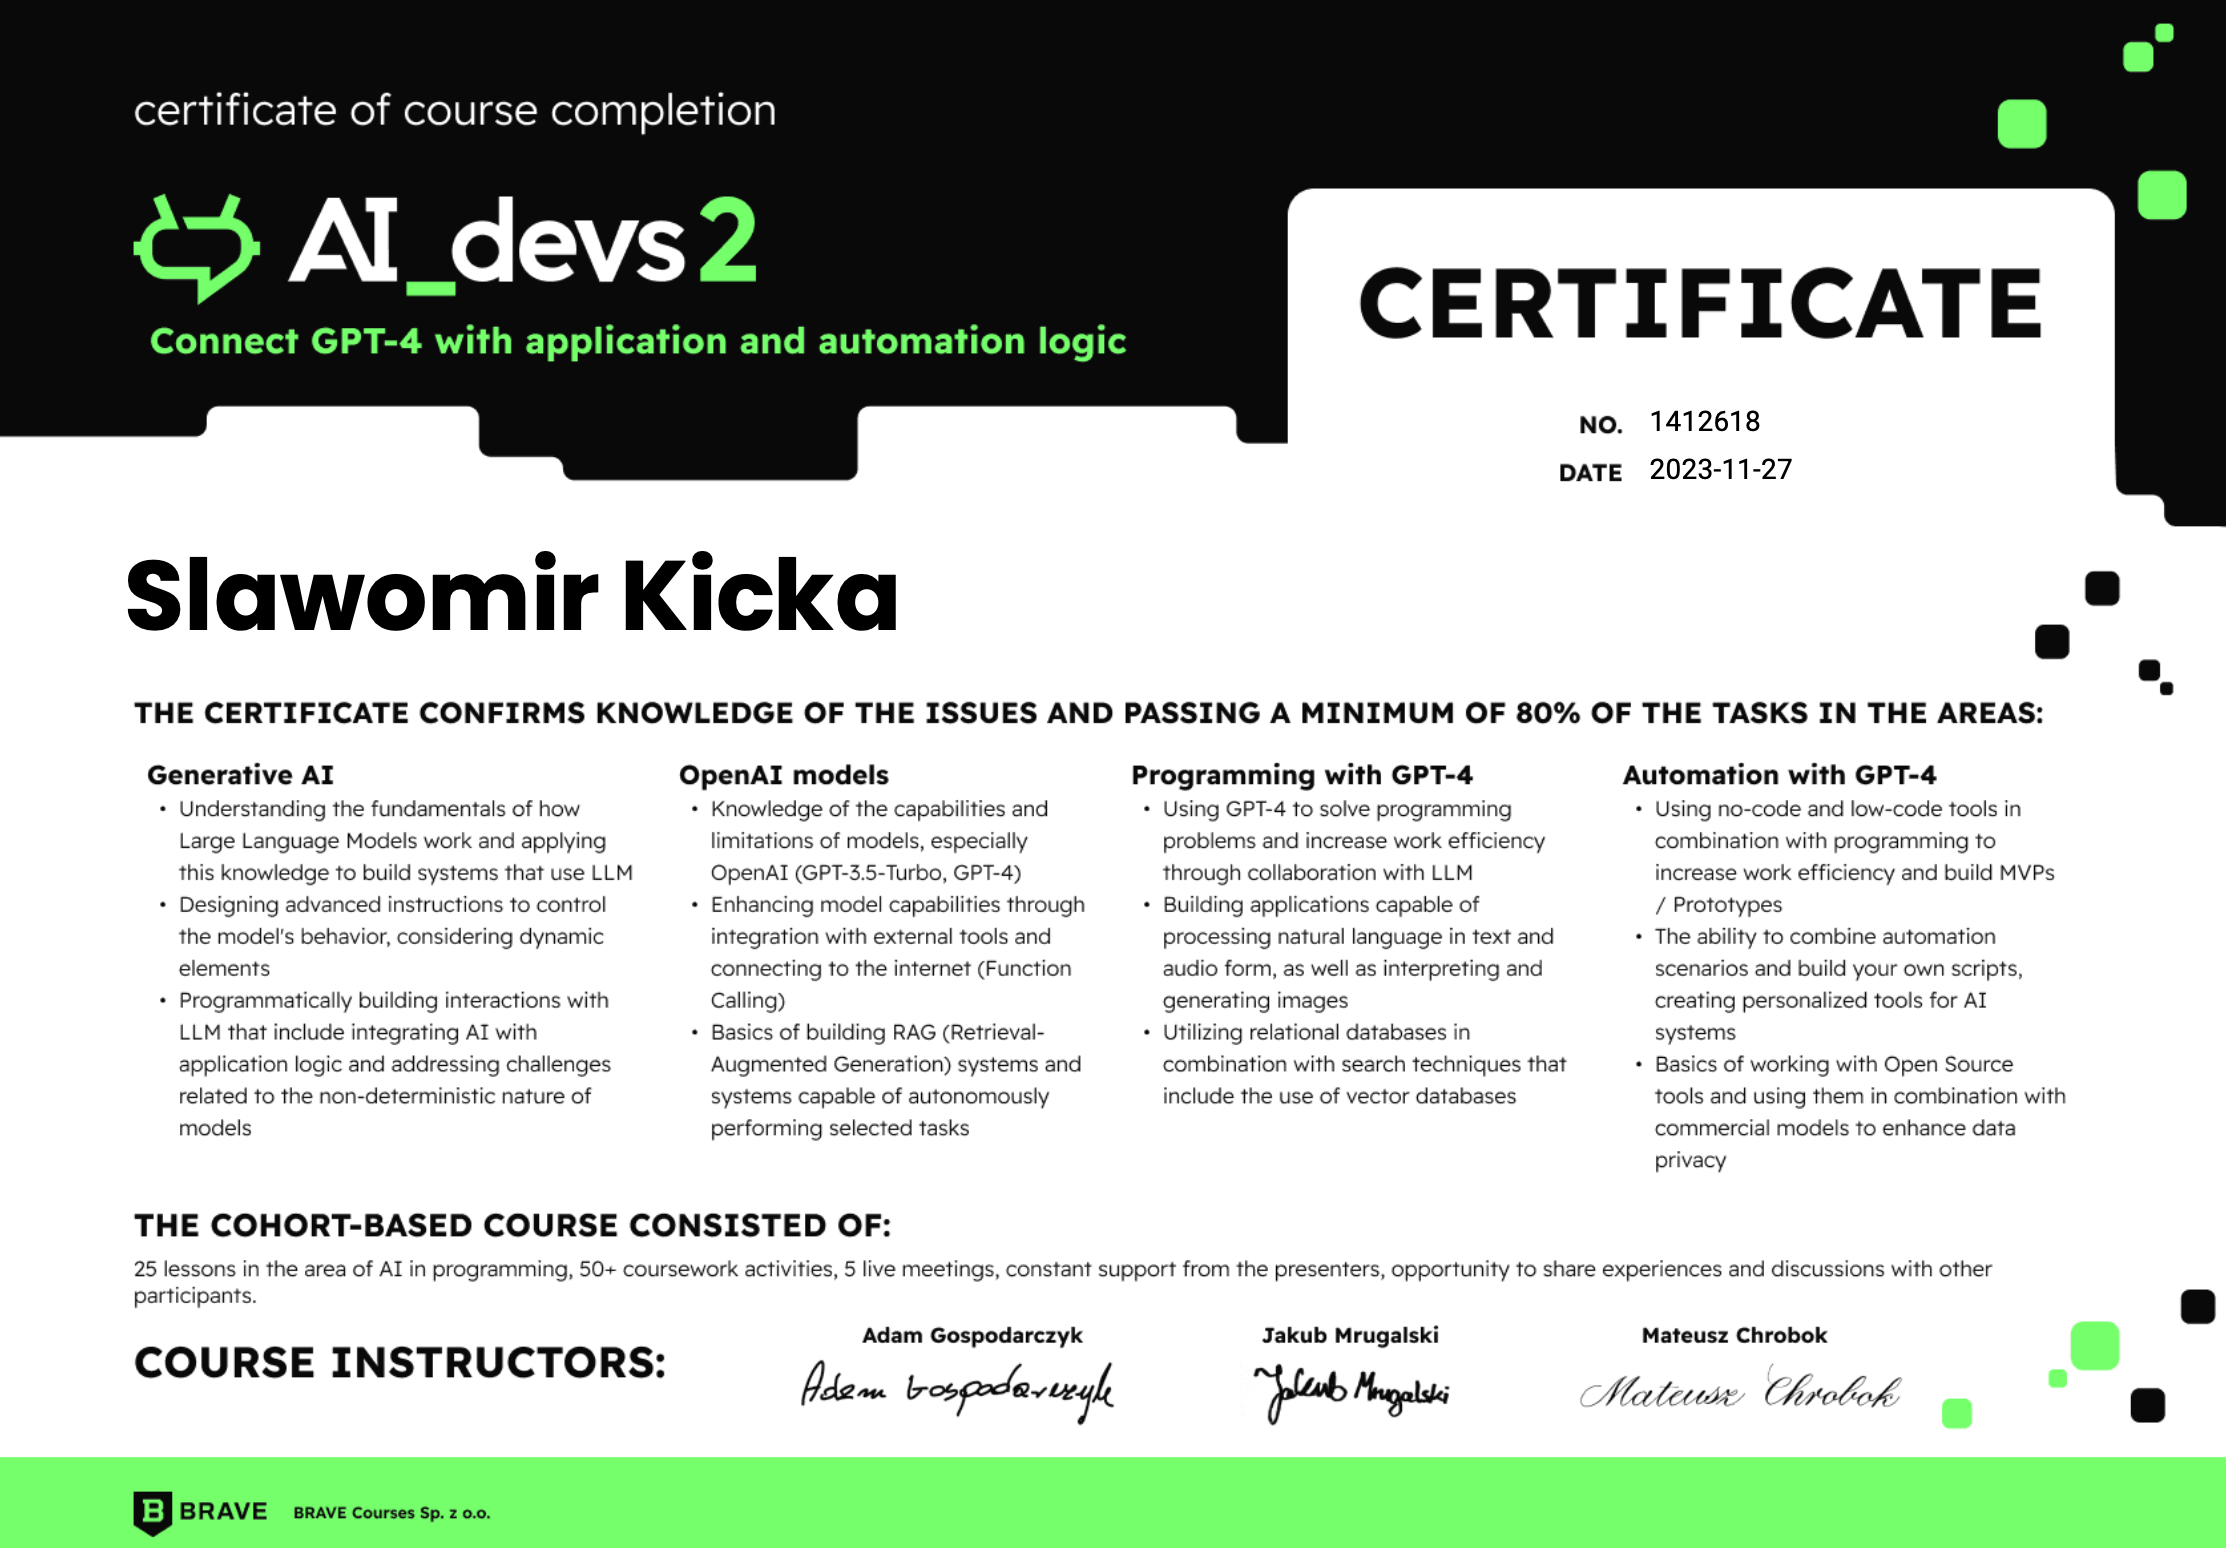 certificate of course completion
AI_devs 2
Connect GPT-4 with application and automation logic
CERTIFICATE
NO. 1412618
DATE 2023-11-27
Slawomir Kicka
THE CERTIFICATE CONFIRMS KNOWLEDGE OF THE ISSUES AND PASSING A MINIMUM OF 80% OF THE TASKS IN THE AREAS:
Generative AI
• Understanding the fundamentals of how
Large Language Models work and applying
this knowledge to build systems that use LLM
• Designing advanced instructions to control
the model's behavior, considering dynamic
elements
• Programmatically building interactions with
LLM that include integrating AI with
application logic and addressing challenges
related to the non-deterministic nature of
models
OpenAI models
• Knowledge of the capabilities and
limitations of models, especially
OpenAI (GPT-3.5-Turbo, GPT-4)
• Enhancing model capabilities through
integration with external tools and
connecting to the internet (Function
Calling)
• Basics of building RAG (Retrieval-
Augmented Generation) systems and
systems capable of autonomously
performing selected tasks
Programming with GPT-4
• Using GPT-4 to solve programming
problems and increase work efficiency
through collaboration with LLM
• Building applications capable of
processing natural language in text and
audio form, as well as interpreting and
generating images
• Utilizing relational databases in
combination with search techniques that
include the use of vector databases
Automation with GPT-4
• Using no-code and low-code tools in
combination with programming to
increase work efficiency and build MVPs
/ Prototypes
• The ability to combine automation
scenarios and build your own scripts,
creating personalized tools for AI
systems
• Basics of working with Open Source
tools and using them in combination with
commercial models to enhance data
privacy
THE COHORT-BASED COURSE CONSISTED OF:
25 lessons in the area of AI in programming, 50+ coursework activities, 5 live meetings, constant support from the presenters, opportunity to share experiences and discussions with other
participants.
COURSE INSTRUCTORS:
Adam Gospodarczyk
Adam Gospodarczyk
Jakub Mrugalski
Jakub Mrugalski
Mateusz Chrobok
Mateusz Chrobok
B BRAVE BRAVE Courses Sp. z o.o.